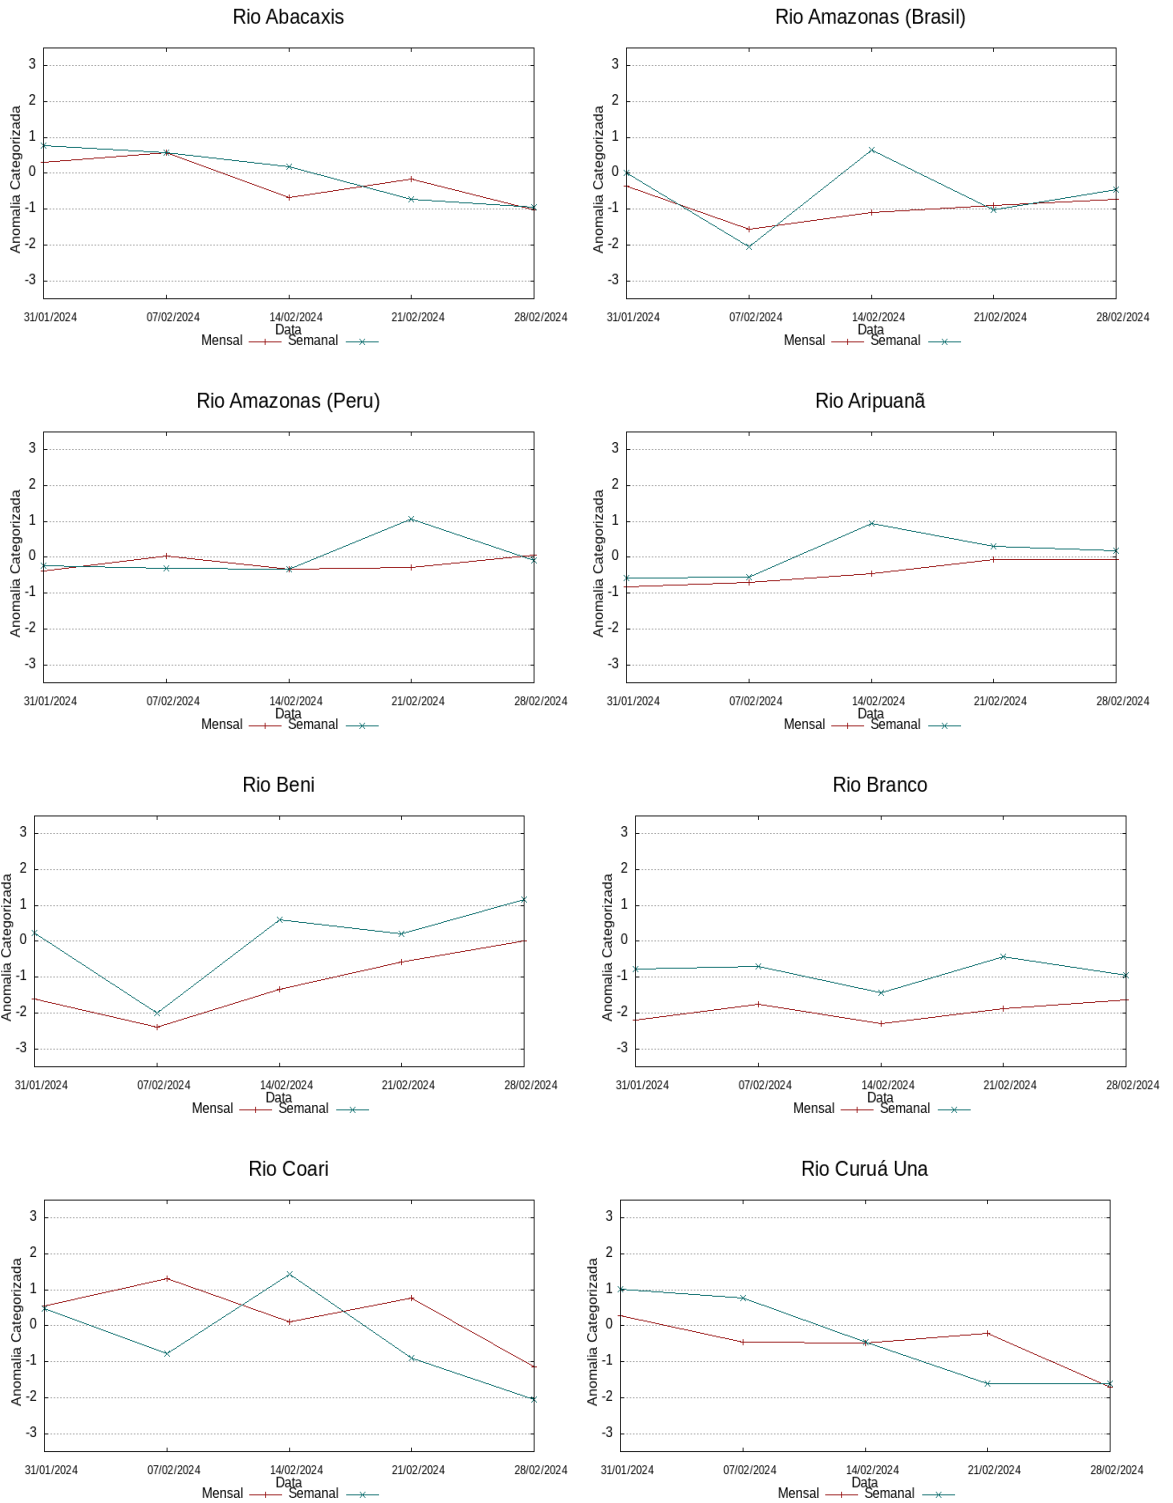 Rio Abacaxis
Anomalia Categorizada
3
2
1
0
-1
-2
-3
31/01/2024 07/02/2024 14/02/2024 21/02/2024 28/02/2024
Data
Mensal Semanal
Rio Amazonas (Brasil)
Anomalia Categorizada
3
2
1
0
-1
-2
-3
31/01/2024 07/02/2024 14/02/2024 21/02/2024 28/02/2024
Data
Mensal Semanal
Rio Amazonas (Peru)
Anomalia Categorizada
3
2
1
0
-1
-2
-3
31/01/2024 07/02/2024 14/02/2024 21/02/2024 28/02/2024
Data
Mensal Semanal
Rio Aripuanã
Anomalia Categorizada
3
2
1
0
-1
-2
-3
31/01/2024 07/02/2024 14/02/2024 21/02/2024 28/02/2024
Data
Mensal Semanal
Rio Beni
Anomalia Categorizada
3
2
1
0
-1
-2
-3
31/01/2024 07/02/2024 14/02/2024 21/02/2024 28/02/2024
Data
Mensal Semanal
Rio Branco
Anomalia Categorizada
3
2
1
0
-1
-2
-3
31/01/2024 07/02/2024 14/02/2024 21/02/2024 28/02/2024
Data
Mensal Semanal
Rio Coari
Anomalia Categorizada
3
2
1
0
-1
-2
-3
31/01/2024 07/02/2024 14/02/2024 21/02/2024 28/02/2024
Data
Mensal Semanal
Rio Curuá Una
Anomalia Categorizada
3
2
1
0
-1
-2
-3
31/01/2024 07/02/2024 14/02/2024 21/02/2024 28/02/2024
Data
Mensal Semanal